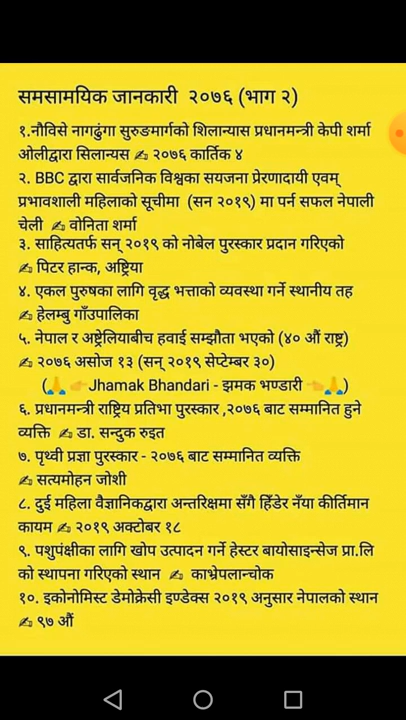 समसामयिक जानकारी २०७६ (भाग २)
१.नौविसे नागढुंगा सुरुङमार्गको शिलान्यास प्रधानमन्त्री केपी शर्मा
ओलीद्वारा सिलान्यस ✍️ २०७६ कार्तिक ४
२. BBC द्वारा सार्वजनिक विश्वका सयजना प्रेरणादायी एवम्
प्रभावशाली महिलाको सूचीमा (सन २०१९) मा पर्न सफल नेपाली
चेली ✍️ वोनिता शर्मा
३. साहित्यतर्फ सन् २०१९ को नोबेल पुरस्कार प्रदान गरिएको
✍️ पिटर हान्क, अष्ट्रिया
४. एकल पुरुषका लागि वृद्ध भत्ताको व्यवस्था गर्ने स्थानीय तह
✍️ हेलम्बु गाँउपालिका
५. नेपाल र अष्ट्रेलियाबीच हवाई सम्झौता भएको (४० औं राष्ट्र)
✍️ २०७६ असोज १३ (सन् २०१९ सेप्टेम्बर ३०)
(🙏👉Jhamak Bhandari - झमक भण्डारी 👈🙏)
६. प्रधानमन्त्री राष्ट्रिय प्रतिभा पुरस्कार ,२०७६ बाट सम्मानित हुने
व्यक्ति ✍️ डा. सन्दुक रुइत
७. पृथ्वी प्रज्ञा पुरस्कार - २०७६ बाट सम्मानित व्यक्ति
✍️ सत्यमोहन जोशी
८. दुई महिला वैज्ञानिकद्वारा अन्तरिक्षमा सँगै हिँडेर नँया कीर्तिमान
कायम ✍️ २०१९ अक्टोबर १८
९. पशुपंक्षीका लागि खोप उत्पादन गर्ने हेस्टर बायोसाइन्सेज प्रा.लि
को स्थापना गरिएको स्थान ✍️ काभ्रेपलान्चोक
१०. इकोनोमिस्ट डेमोक्रेसी इण्डेक्स २०१९ अनुसार नेपालको स्थान
✍️ ९७ औं